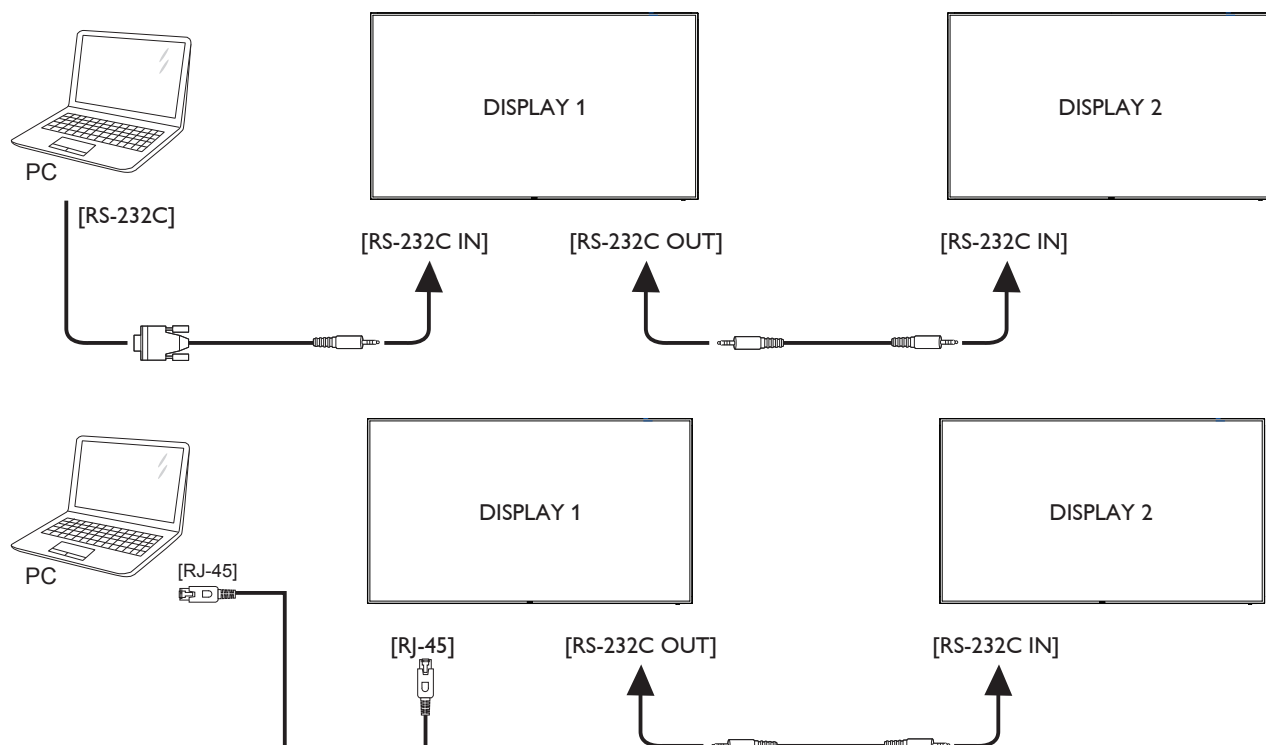 DISPLAY 1
DISPLAY 2
PC
[RS-232C]
[RS-232C IN]
[RS-232C OUT]
[RS-232C IN]
DISPLAY 1
DISPLAY 2
PC
[RJ-45]
[RJ-45]
[RS-232C OUT]
[RS-232C IN]